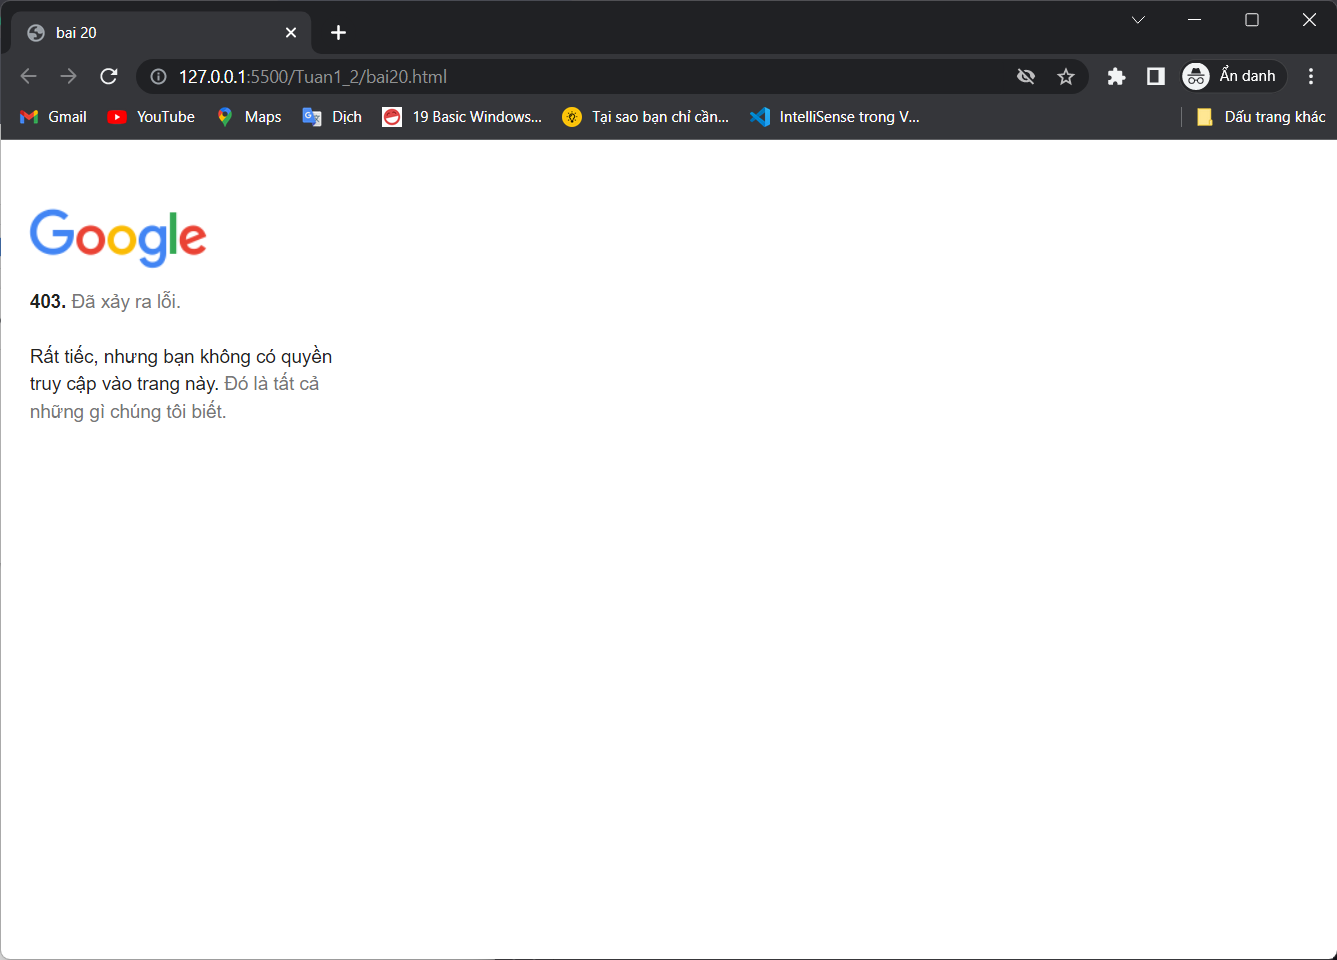 bai 20
127.0.0.1:5500/Tuan1_2/bai20.html
Ẩn danh
Gmail
YouTube
Maps
Dịch
19 Basic Windows...
Tại sao bạn chỉ cần...
IntelliSense trong V...
Dấu trang khác
Google
403. Đã xảy ra lỗi.
Rất tiếc, nhưng bạn không có quyền
truy cập vào trang này. Đó là tất cả
những gì chúng tôi biết.